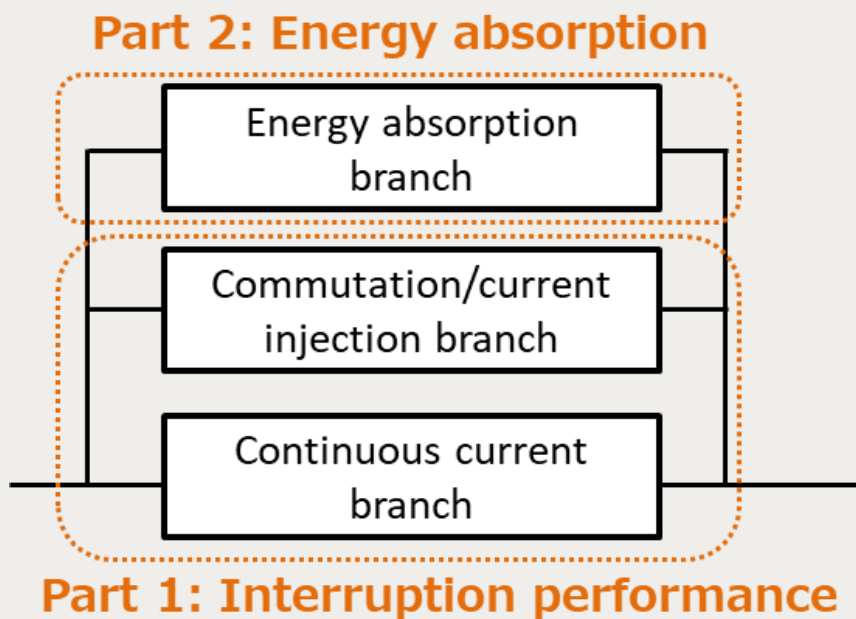 Part 2: Energy absorption
Energy absorption
branch
Commutation/current
injection branch
Continuous current
branch
Part 1: Interruption performance